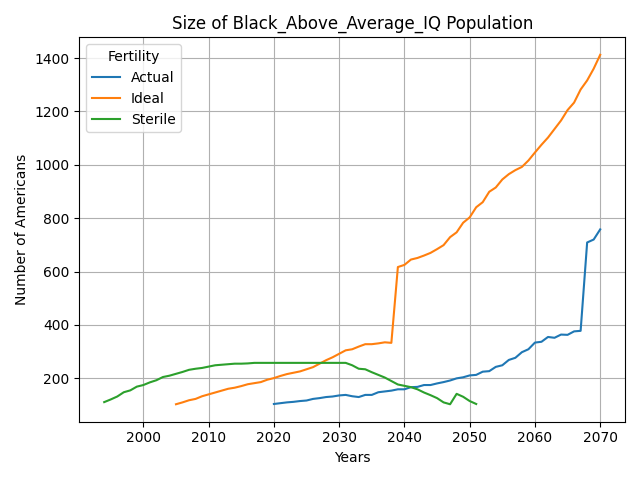 Size of Black_Above_Average_IQ Population
Fertility
Actual
Ideal
Sterile
Number of Americans
1400
1200
1000
800
600
400
200
2000
2010
2020
2030
2040
2050
2060
2070
Years